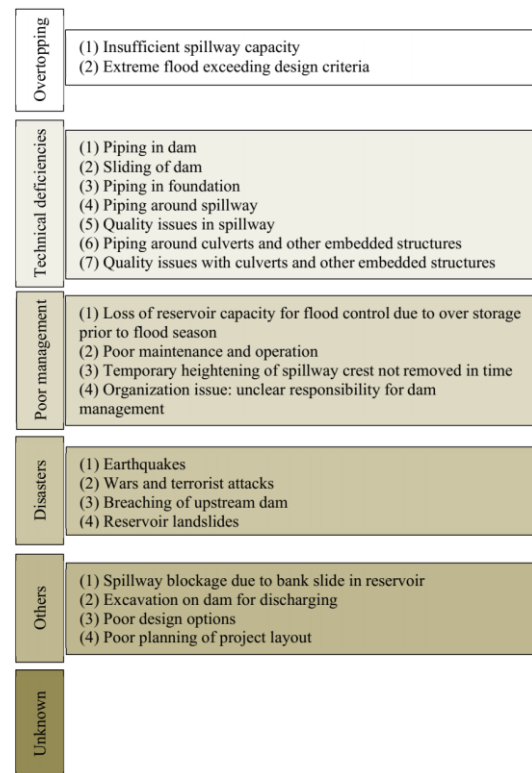 Overtopping
(1) Insufficient spillway capacity
(2) Extreme flood exceeding design criteria
Technical deficiencies
(1) Piping in dam
(2) Sliding of dam
(3) Piping in foundation
(4) Piping around spillway
(5) Quality issues in spillway
(6) Piping around culverts and other embedded structures
(7) Quality issues with culverts and other embedded structures
Poor management
(1) Loss of reservoir capacity for flood control due to over storage
prior to flood season
(2) Poor maintenance and operation
(3) Temporary heightening of spillway crest not removed in time
(4) Organization issue: unclear responsibility for dam
management
Disasters
(1) Earthquakes
(2) Wars and terrorist attacks
(3) Breaching of upstream dam
(4) Reservoir landslides
Others
(1) Spillway blockage due to bank slide in reservoir
(2) Excavation on dam for discharging
(3) Poor design options
(4) Poor planning of project layout
Unknown